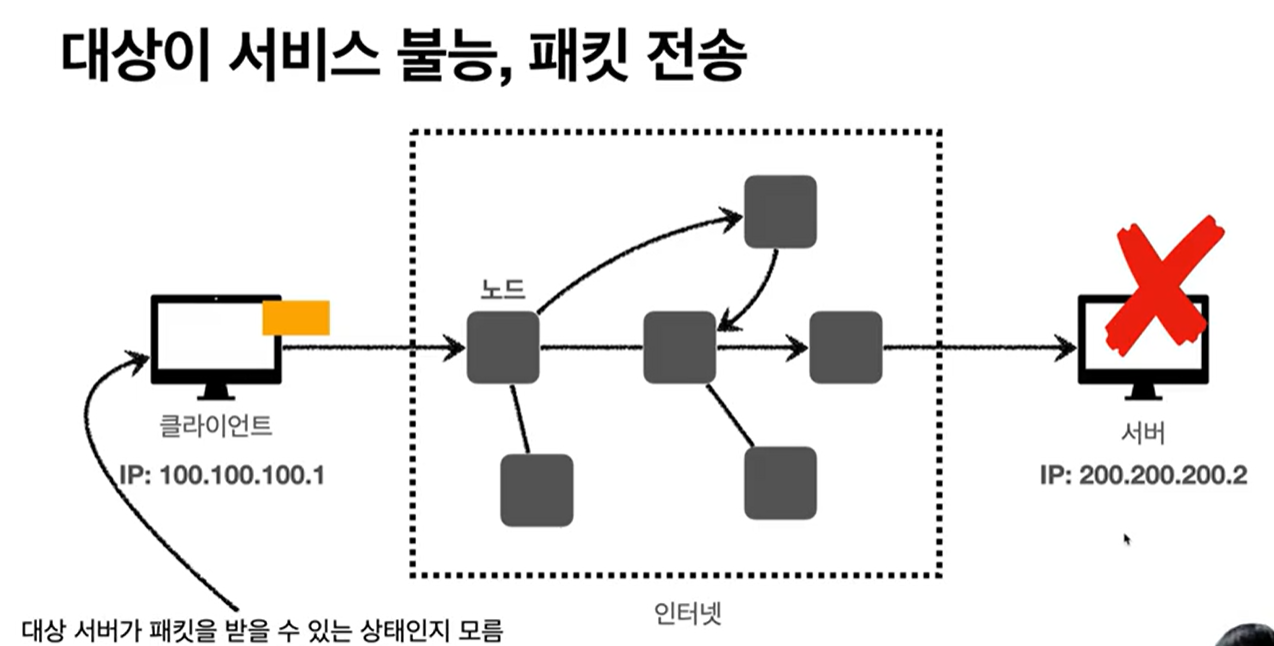 대상이 서비스 불능, 패킷 전송
노드
클라이언트
IP: 100.100.100.1
서버
IP: 200.200.200.2
인터넷
대상 서버가 패킷을 받을 수 있는 상태인지 모름